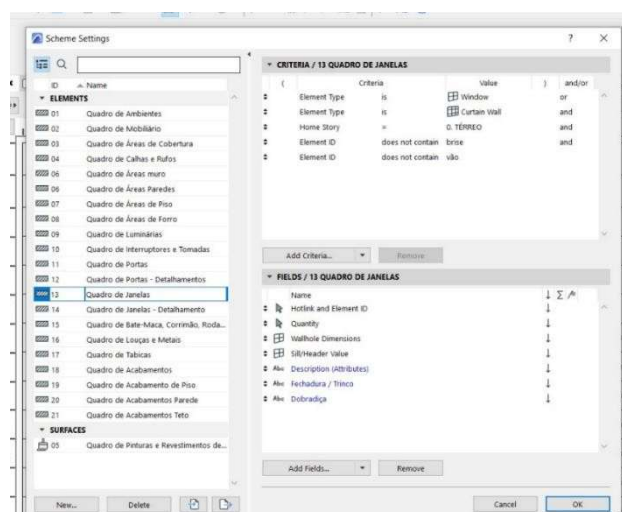 Scheme Settings
ID Name
ELEMENTS
01 Quadro de Ambientes
02 Quadro de Mobiliário
03 Quadro de Áreas de Cobertura
04 Quadro de Calhas e Rufos
06 Quadro de Áreas muro
06 Quadro de Áreas Paredes
07 Quadro de Áreas de Piso
08 Quadro de Áreas de Forro
09 Quadro de Luminárias
10 Quadro de Interruptores e Tomadas
11 Quadro de Portas
12 Quadro de Portas - Detalhamentos
13 Quadro de Janelas
14 Quadro de Janelas - Detalhamento
15 Quadro de Bate-Maca, Corrimão, Roda...
16 Quadro de Louças e Metais
17 Quadro de Tabicas
18 Quadro de Acabamentos
19 Quadro de Acabamento de Piso
20 Quadro de Acabamentos Parede
21 Quadro de Acabamentos Teto
SURFACES
05 Quadro de Pinturas e Revestimentos de...
New... Delete
CRITERIA / 13 QUADRO DE JANELAS
( Criteria Value ) and/or
Element Type is Window or
Element Type is Curtain Wall and
Home Story = 0. TÉRREO and
Element ID does not contain brise and
Element ID does not contain vão
Add Criteria... Remove
FIELDS / 13 QUADRO DE JANELAS
Name
Hotlink and Element ID
Quantity
Wallhole Dimensions
Sill/Header Value
Abc Description (Attributes)
Abc Fechadura / Trinco
Abc Dobradiça
Add Fields... Remove
Cancel OK